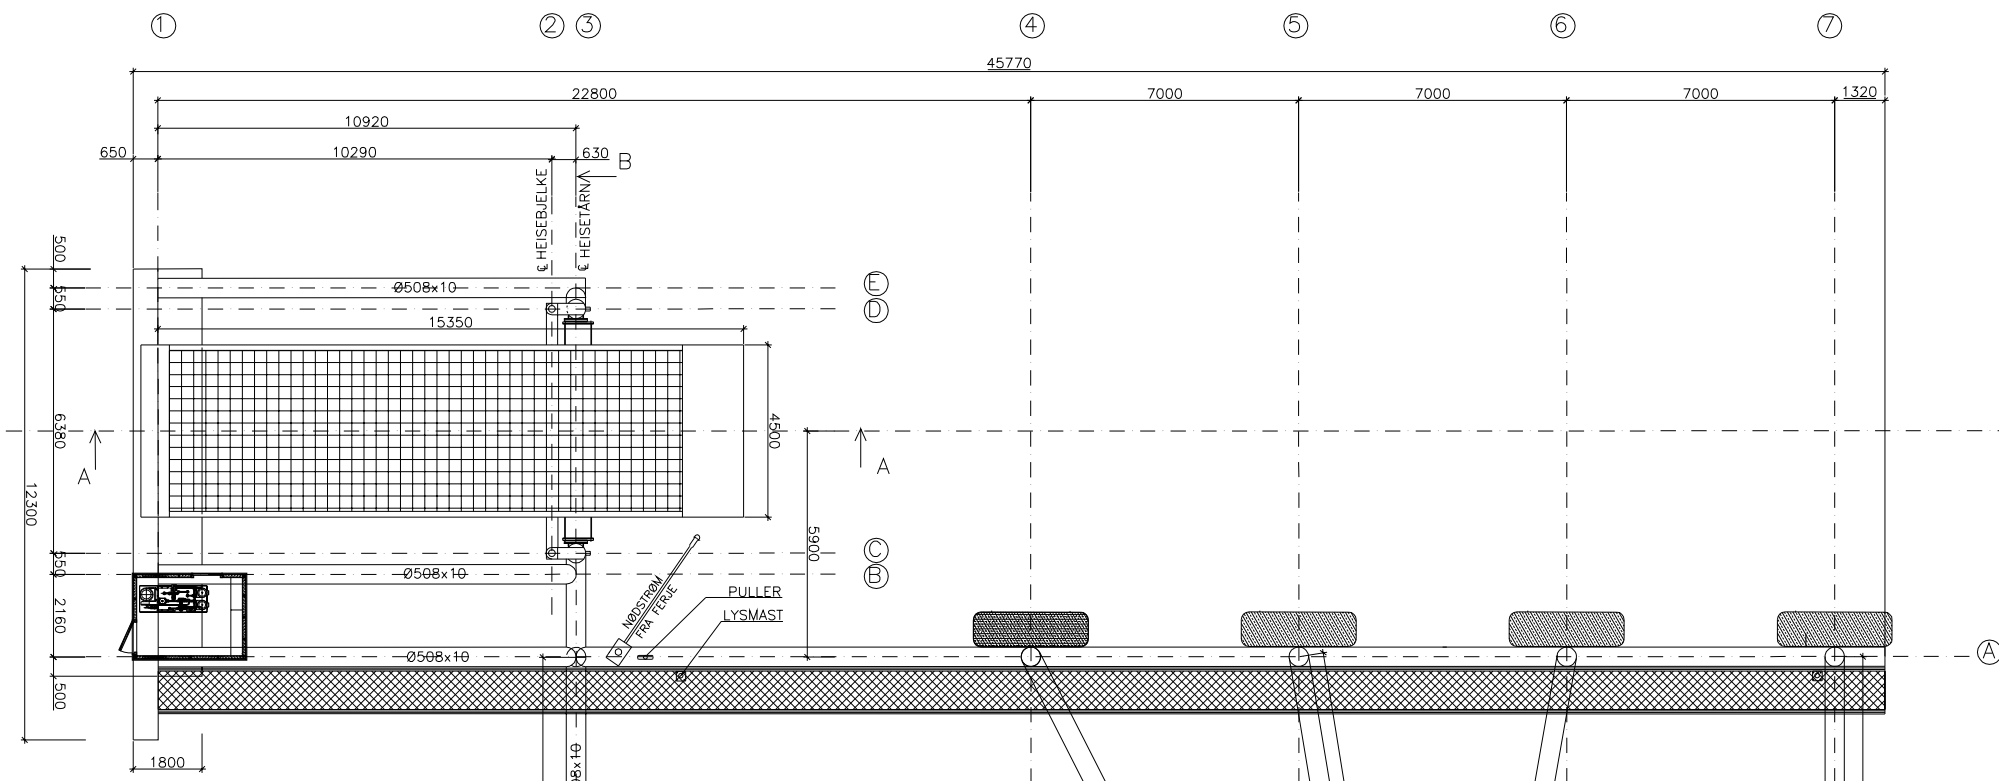 1 2 3 4 5 6 7
45770
22800 7000 7000 7000 1320
10920
650 10290 630
B
℄ HEISEBJELKE
℄ HEISETÅRN
500
Ø508x10
E
550
D
15350
6380
4500
A
A
12300
5900
C
550
Ø508x10
B
NØDSTRØM
FRA FERJE
PULLER
LYSMAST
2160
Ø508x10
A
500
1800